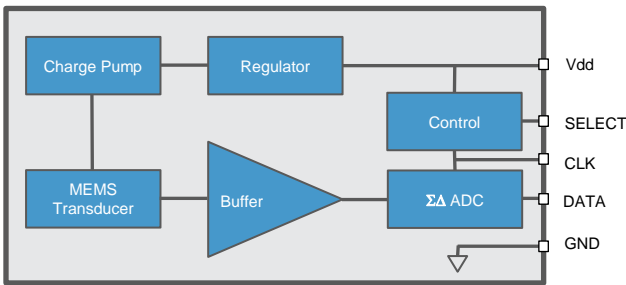 Charge Pump
Regulator
Vdd
Control
SELECT
CLK
MEMS
Transducer
Buffer
ΣΔ ADC
DATA
GND